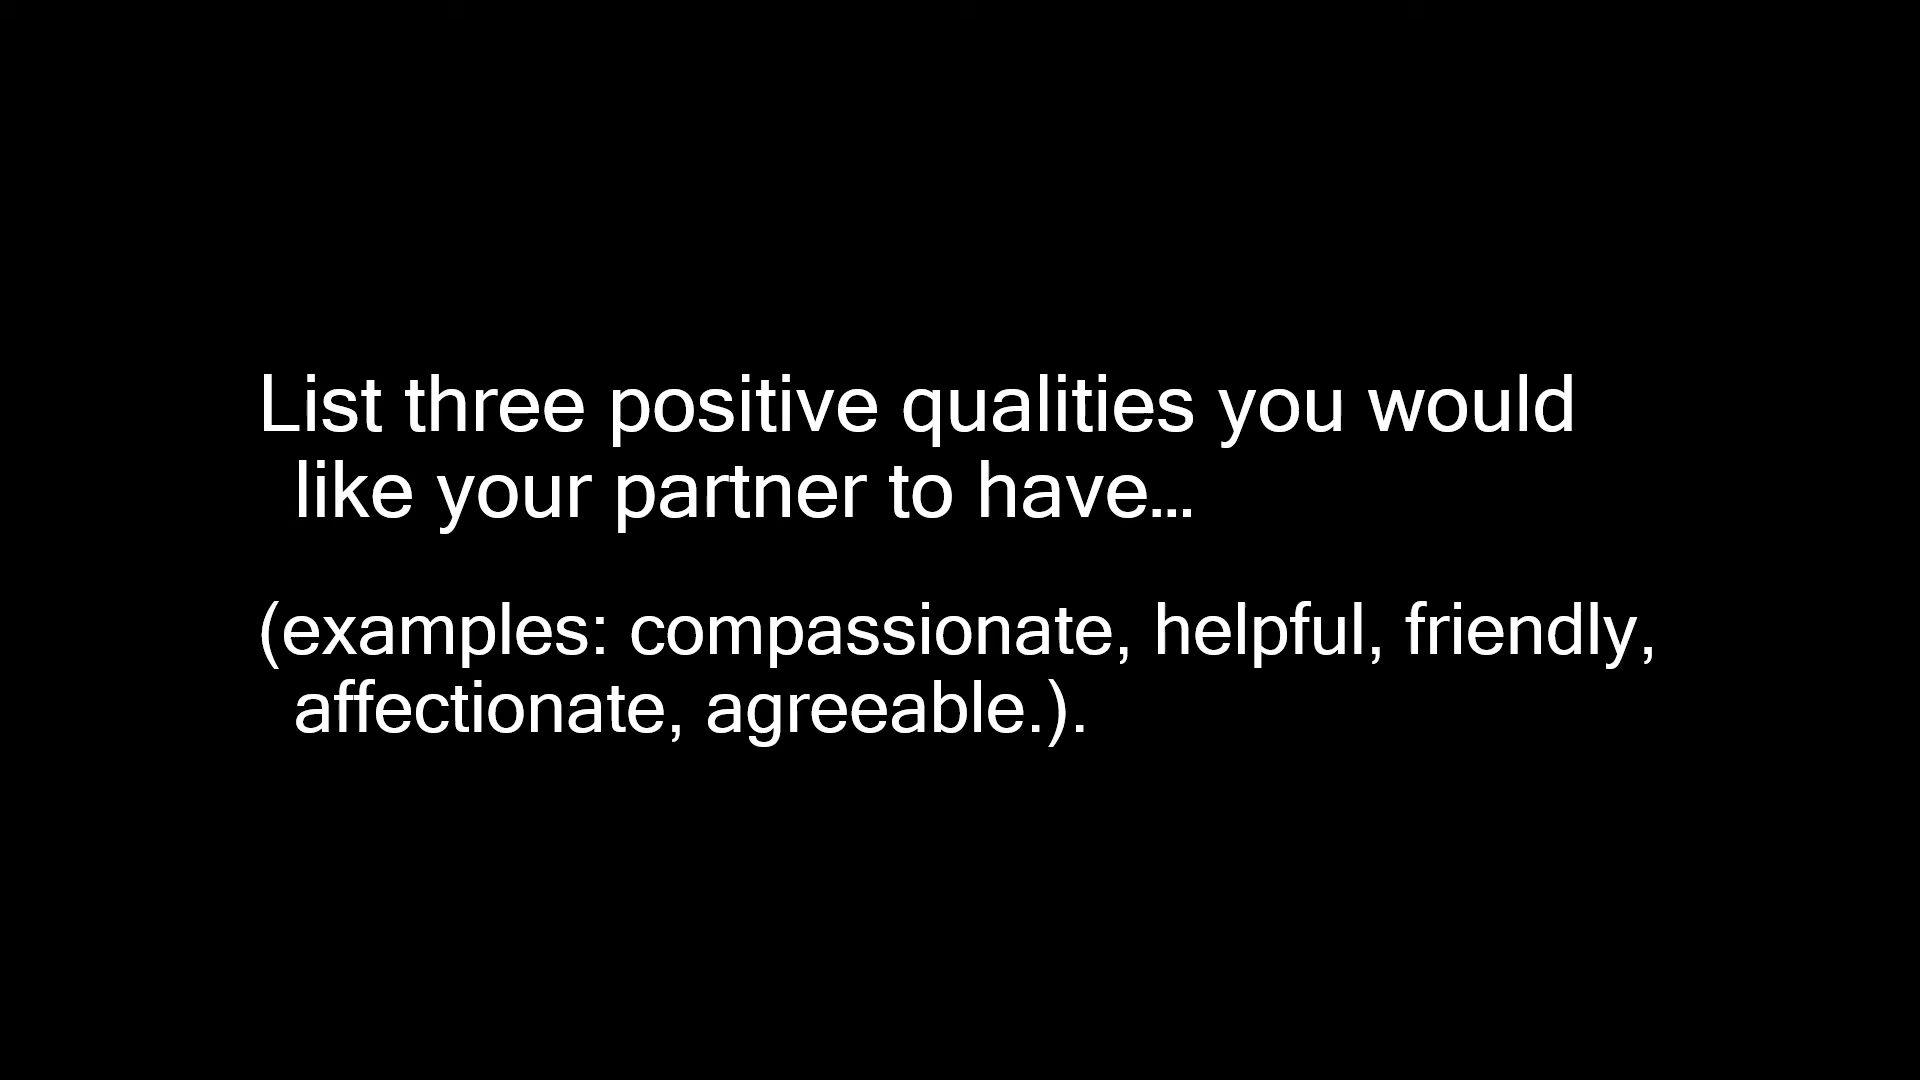 List three positive qualities you would
like your partner to have...
(examples: compassionate, helpful, friendly,
affectionate, agreeable.).